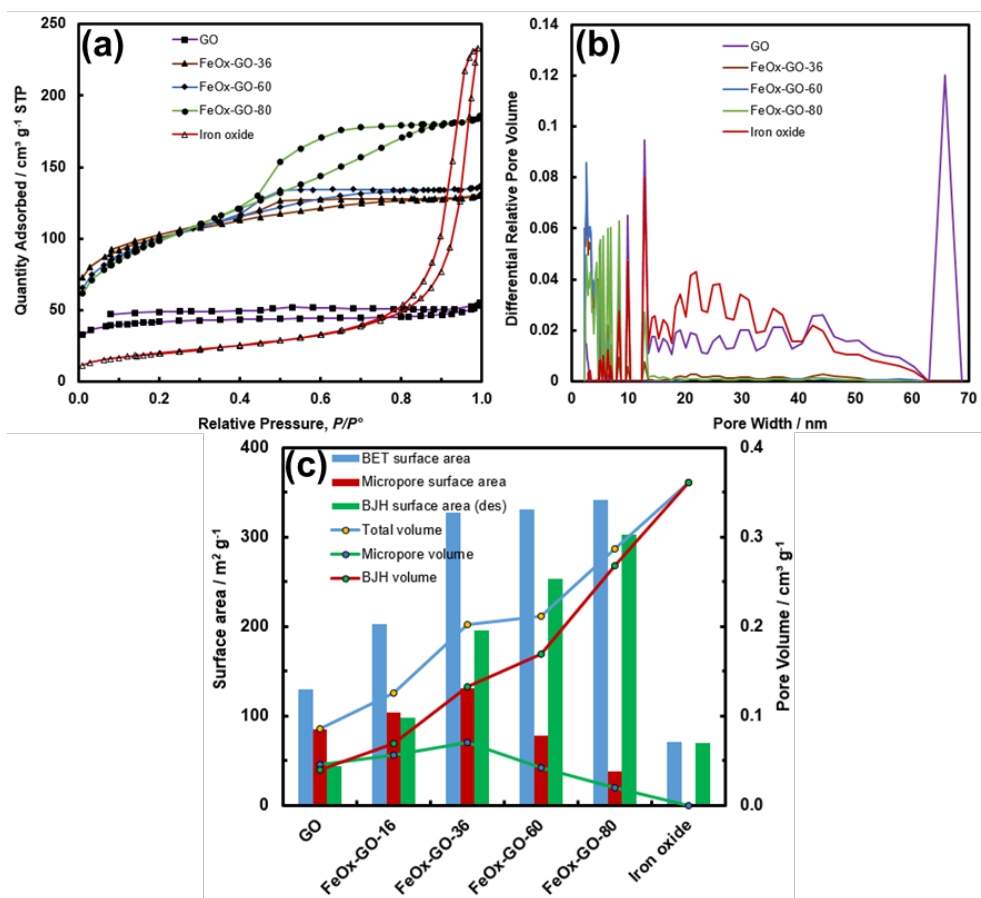 (a)
GO
FeOx-GO-36
FeOx-GO-60
FeOx-GO-80
Iron oxide
250
200
150
100
50
0
0.0 0.2 0.4 0.6 0.8 1.0
Quantity Adsorbed / cm³ g⁻¹ STP
Relative Pressure, P/P°
(b)
GO
FeOx-GO-36
FeOx-GO-60
FeOx-GO-80
Iron oxide
0.14
0.12
0.1
0.08
0.06
0.04
0.02
0
0 10 20 30 40 50 60 70
Differential Relative Pore Volume
Pore Width / nm
(c)
BET surface area
Micropore surface area
BJH surface area (des)
Total volume
Micropore volume
BJH volume
400
300
200
100
0
Surface area / m² g⁻¹
0.4
0.3
0.2
0.1
0.0
Pore Volume / cm³ g⁻¹
GO
FeOx-GO-16
FeOx-GO-36
FeOx-GO-60
FeOx-GO-80
Iron oxide